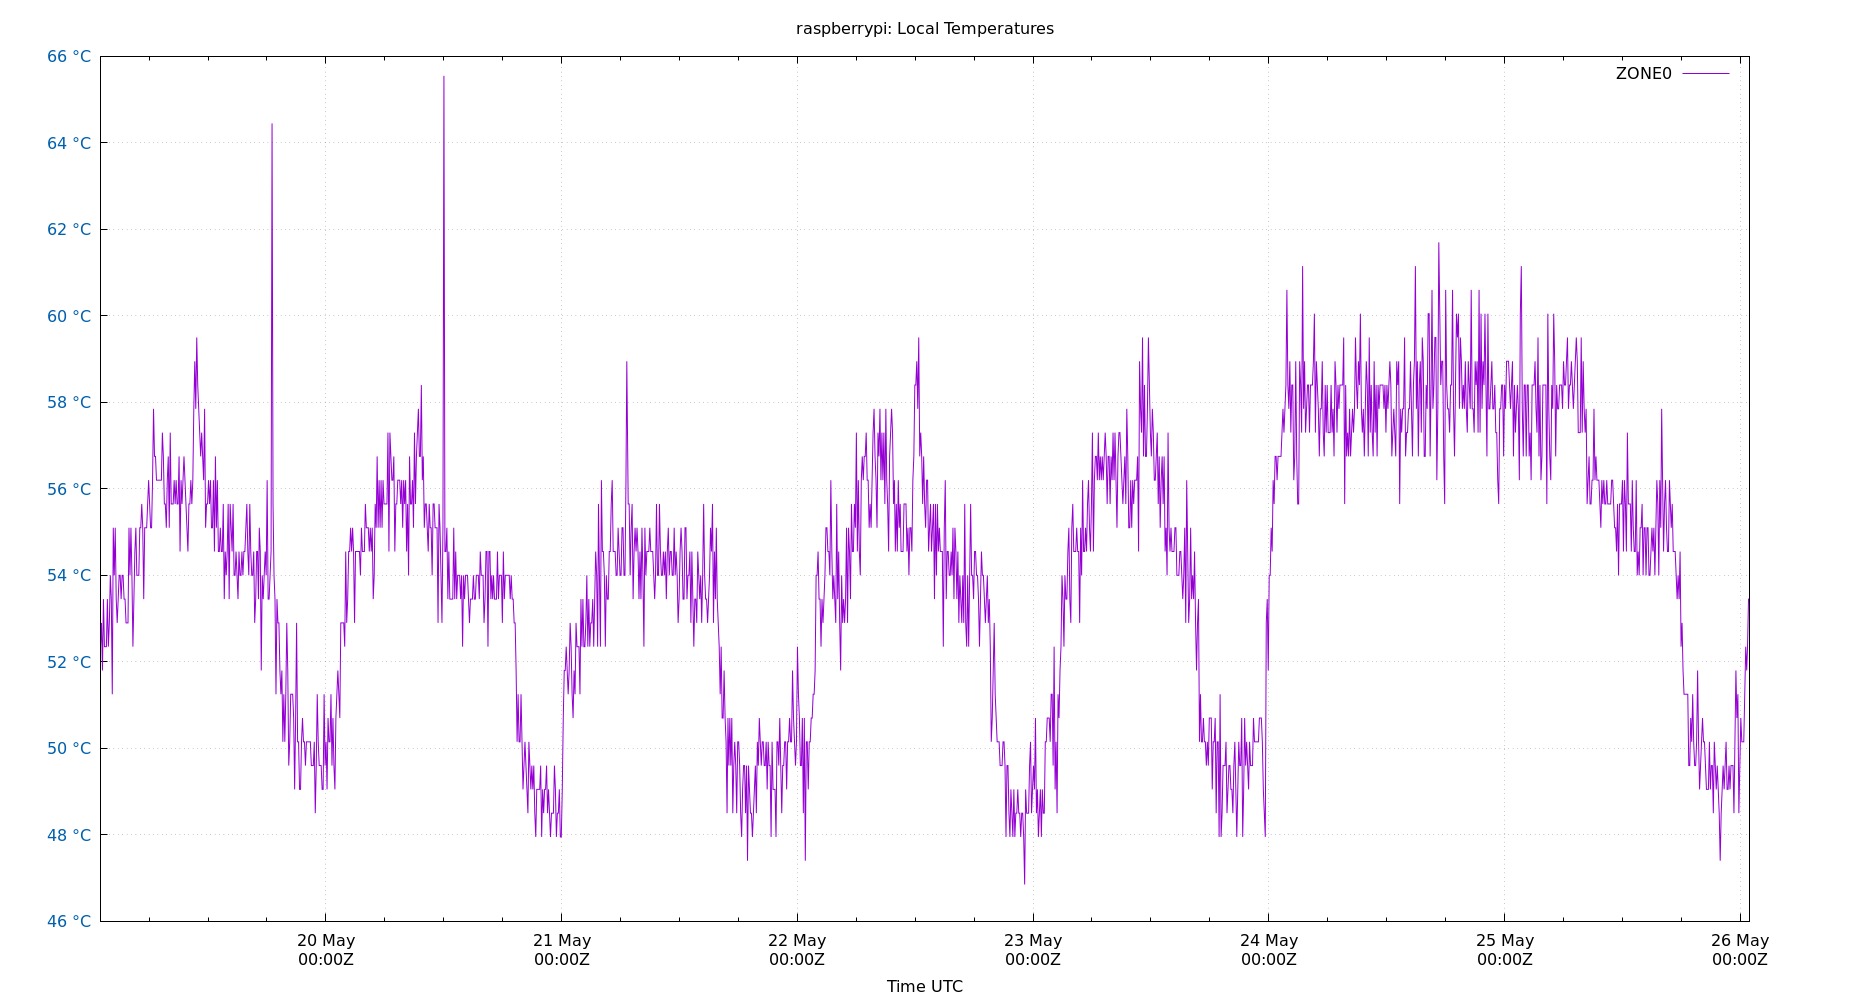 raspberrypi: Local Temperatures
66 °C
ZONE0
64 °C
62 °C
60 °C
58 °C
56 °C
54 °C
52 °C
50 °C
48 °C
46 °C
20 May 21 May 22 May 23 May 24 May 25 May 26 May
00:00Z 00:00Z 00:00Z 00:00Z 00:00Z 00:00Z 00:00Z
Time UTC